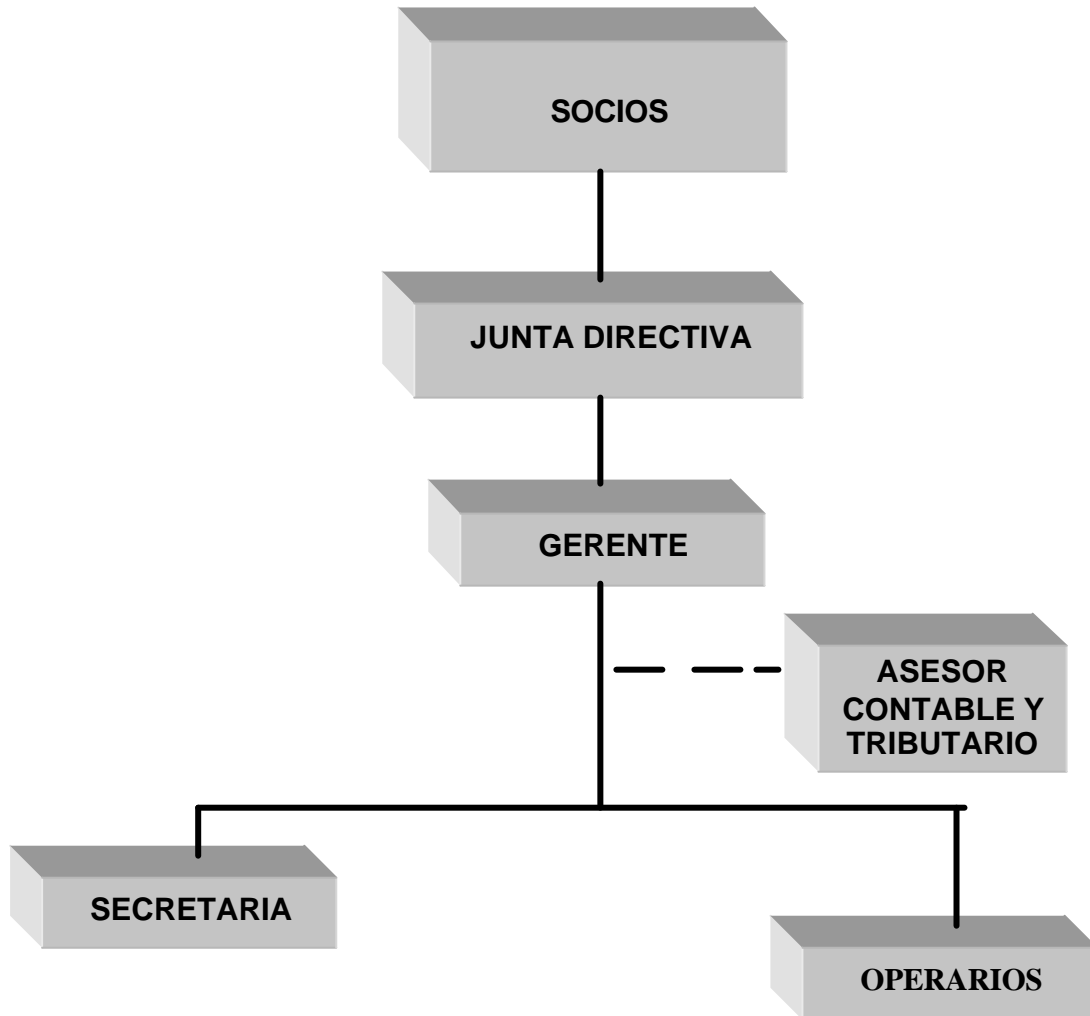 SOCIOS
JUNTA DIRECTIVA
GERENTE
ASESOR
CONTABLE Y
TRIBUTARIO
SECRETARIA
OPERARIOS